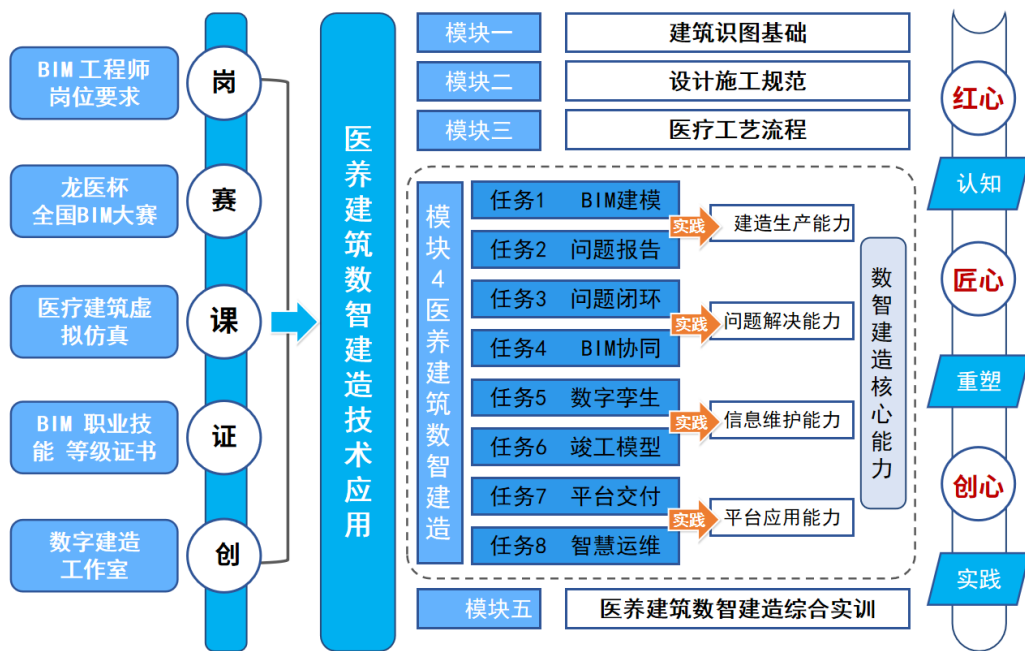 BIM 工程师
岗位要求
龙医杯
全国BIM大赛
医疗建筑虚
拟仿真
BIM 职业技
能 等级证书
数字建造
工作室
岗
赛
课
证
创
医养建筑数智建造技术应用
模块一
建筑识图基础
模块二
设计施工规范
模块三
医疗工艺流程
模块4医养建筑数智建造
任务1 BIM建模
任务2 问题报告
实践
建造生产能力
任务3 问题闭环
任务4 BIM协同
实践
问题解决能力
任务5 数字孪生
任务6 竣工模型
实践
信息维护能力
任务7 平台交付
任务8 智慧运维
实践
平台应用能力
数智建造核心能力
模块五
医养建筑数智建造综合实训
红心
认知
匠心
重塑
创心
实践